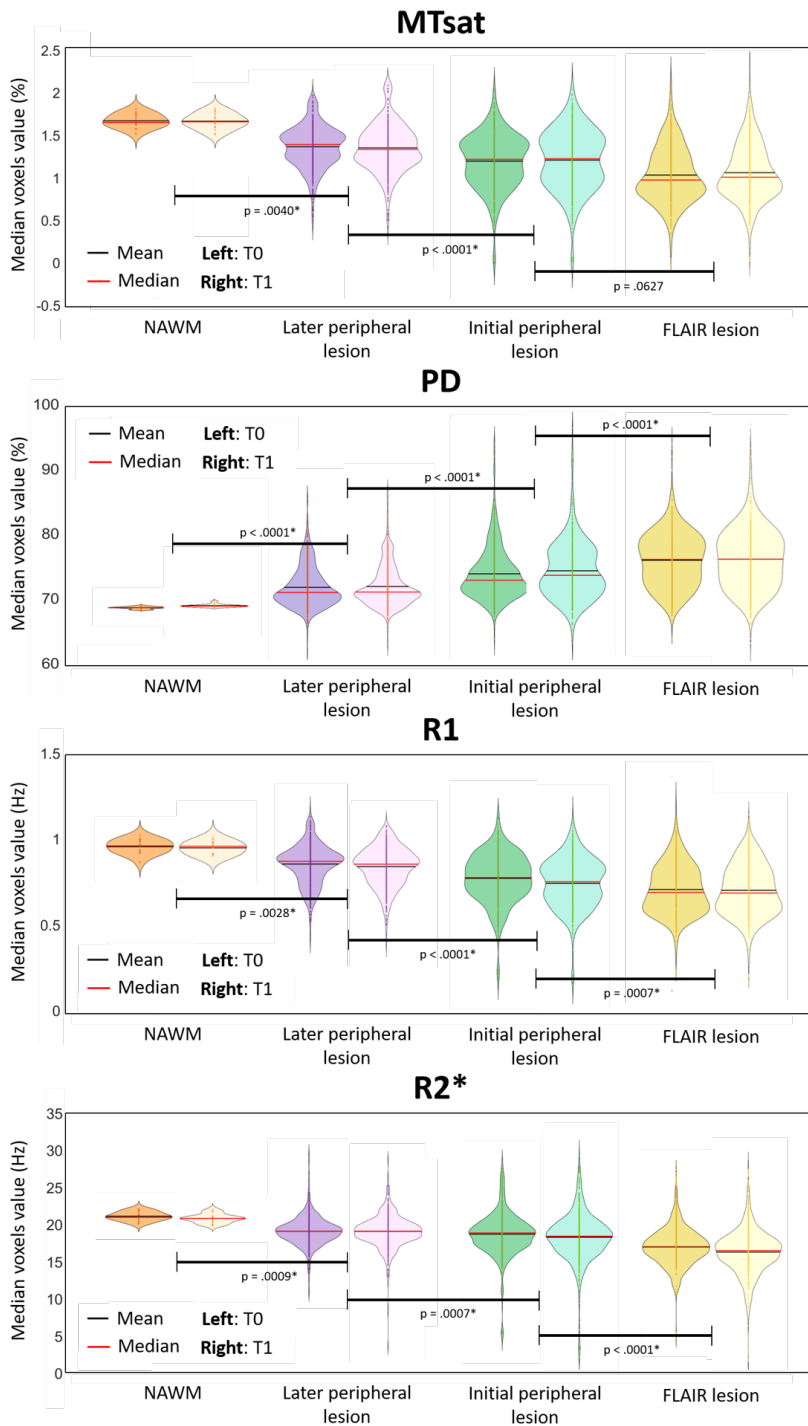 MTsat
Median voxels value (%)
2.5
2
1.5
1
0.5
0
-0.5
p = .0040*
p < .0001*
p = .0627
Mean Left: T0
Median Right: T1
NAWM
Later peripheral
lesion
Initial peripheral
lesion
FLAIR lesion
PD
Median voxels value (%)
100
90
80
70
60
Mean Left: T0
Median Right: T1
p < .0001*
p < .0001*
p < .0001*
NAWM
Later peripheral
lesion
Initial peripheral
lesion
FLAIR lesion
R1
Median voxels value (Hz)
1.5
1
0.5
0
p = .0028*
p < .0001*
p = .0007*
Mean Left: T0
Median Right: T1
NAWM
Later peripheral
lesion
Initial peripheral
lesion
FLAIR lesion
R2*
Median voxels value (Hz)
35
30
25
20
15
10
5
0
p = .0009*
p = .0007*
p < .0001*
Mean Left: T0
Median Right: T1
NAWM
Later peripheral
lesion
Initial peripheral
lesion
FLAIR lesion